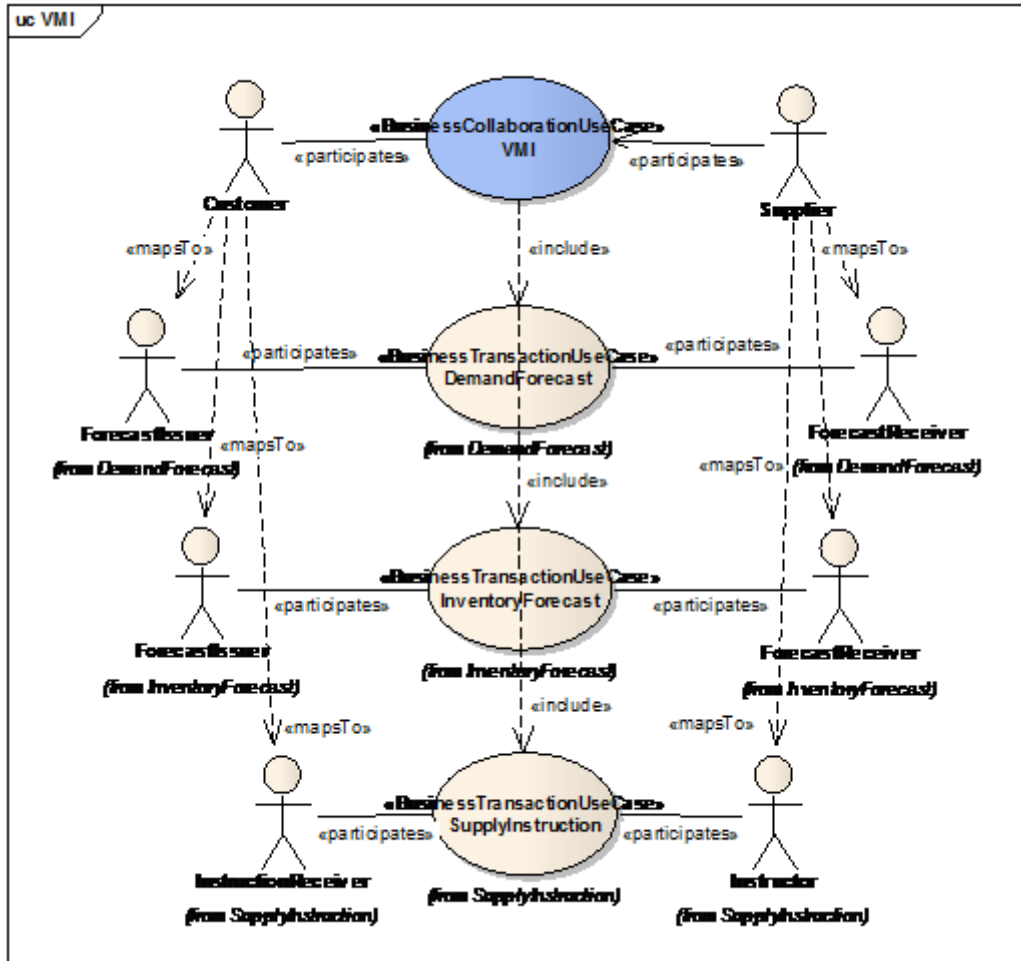 uc VMI
«BusinessCollaborationUseCase»
VMI
«participates»
«participates»
Customer
Supplier
«mapsTo»
«include»
«mapsTo»
«participates»
«BusinessTransactionUseCase»
DemandForecast
«participates»
ForecastIssuer
(from DemandForecast)
«mapsTo»
(from DemandForecast)
ForecastReceiver
(from DemandForecast)
«mapsTo»
«include»
«BusinessTransactionUseCase»
InventoryForecast
«participates»
«participates»
ForecastIssuer
(from InventoryForecast)
(from InventoryForecast)
ForecastReceiver
(from InventoryForecast)
«include»
«mapsTo»
«mapsTo»
«BusinessTransactionUseCase»
SupplyInstruction
«participates»
«participates»
InstructionReceiver
(from SupplyInstruction)
(from SupplyInstruction)
Instructor
(from SupplyInstruction)